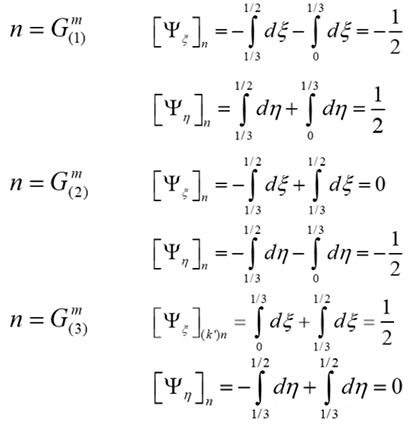 n = G^m_(1) [Ψ_ξ]_n = −∫_{1/3}^{1/2} dξ − ∫_0^{1/3} dξ = −1/2
[Ψ_η]_n = ∫_{1/3}^{1/2} dη + ∫_0^{1/3} dη = 1/2
n = G^m_(2) [Ψ_ξ]_n = −∫_{1/3}^{1/2} dξ + ∫_{1/3}^{1/2} dξ = 0
[Ψ_η]_n = −∫_{1/3}^{1/2} dη − ∫_0^{1/3} dη = −1/2
n = G^m_(3) [Ψ_ξ]_(k')n = ∫_0^{1/3} dξ + ∫_{1/3}^{1/2} dξ = 1/2
[Ψ_η]_n = −∫_{1/3}^{1/2} dη + ∫_{1/3}^{1/2} dη = 0